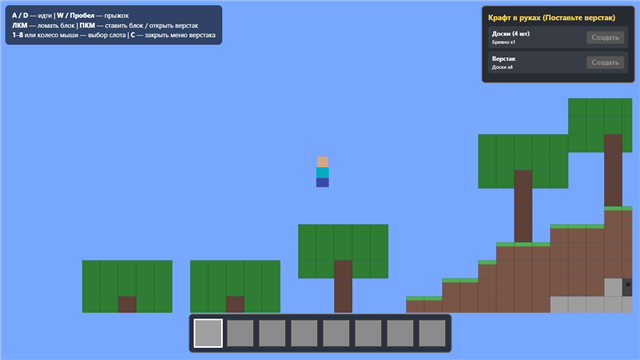 A / D — идти | W / Пробел — прыжок
ЛКМ — ломать блок | ПКМ — ставить блок / открыть верстак
1–8 или колесо мыши — выбор слота | C — закрыть меню верстака
Крафт в руках (Поставьте верстак)
Доски (4 шт)
Бревно x1
Создать
Верстак
Доски x4
Создать